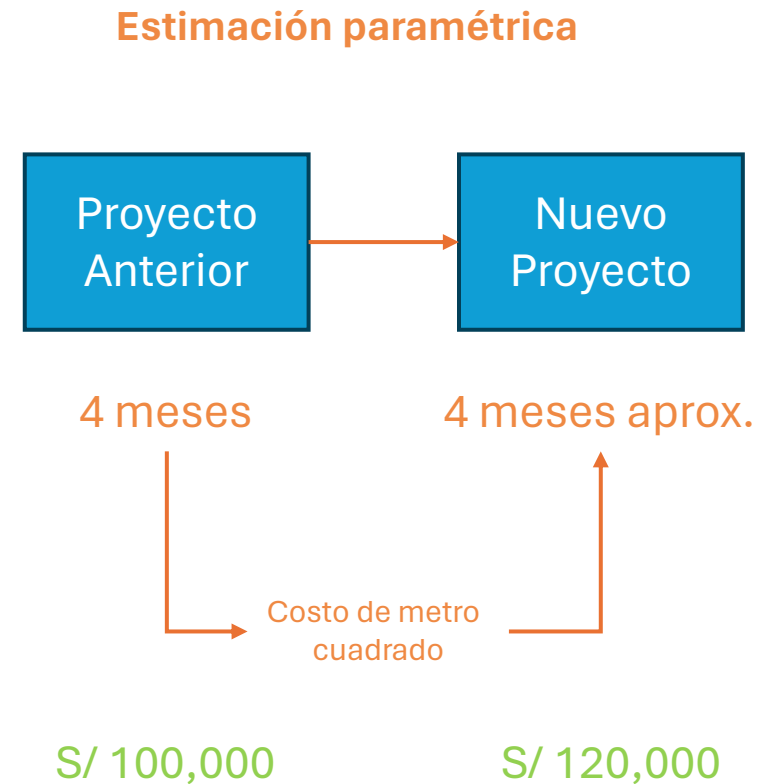 Estimación paramétrica
Proyecto
Anterior
Nuevo
Proyecto
4 meses
4 meses aprox.
Costo de metro
cuadrado
S/ 100,000
S/ 120,000